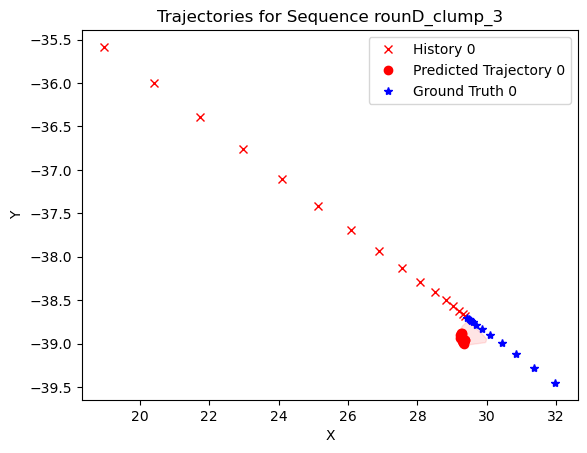 Trajectories for Sequence rounD_clump_3
History 0
Predicted Trajectory 0
Ground Truth 0
−35.5
−36.0
−36.5
−37.0
−37.5
−38.0
−38.5
−39.0
−39.5
Y
20
22
24
26
28
30
32
X